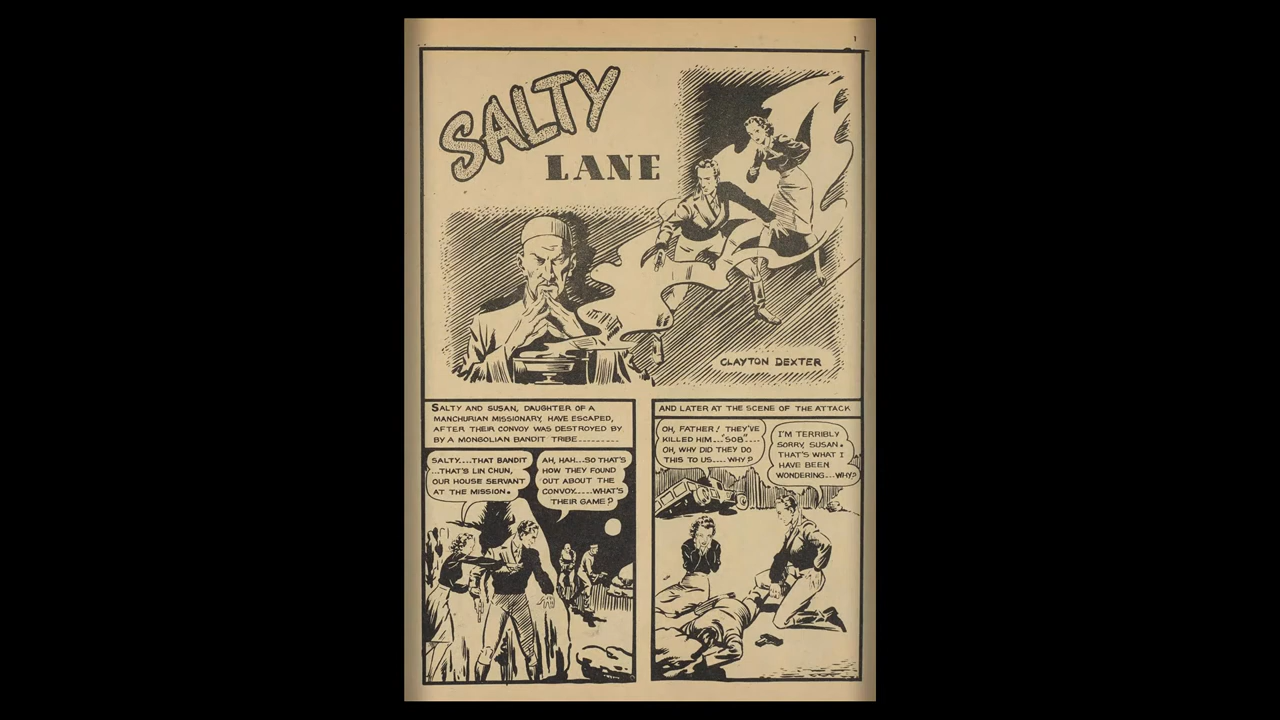 1
SALTY
LANE
CLAYTON DEXTER
SALTY AND SUSAN, DAUGHTER OF A
MANCHURIAN MISSIONARY, HAVE ESCAPED,
AFTER THEIR CONVOY WAS DESTROYED BY
BY A MONGOLIAN BANDIT TRIBE---------
SALTY....THAT BANDIT
...THAT'S LIN CHUN,
OUR HOUSE SERVANT
AT THE MISSION.
AH, HAH...SO THAT'S
HOW THEY FOUND
OUT ABOUT THE
CONVOY.....WHAT'S
THEIR GAME?
AND LATER AT THE SCENE OF THE ATTACK
OH, FATHER! THEY'VE
KILLED HIM...."SOB"....
OH, WHY DID THEY DO
THIS TO US.....WHY?
I'M TERRIBLY
SORRY, SUSAN.
THAT'S WHAT I
HAVE BEEN
WONDERING....WHY?